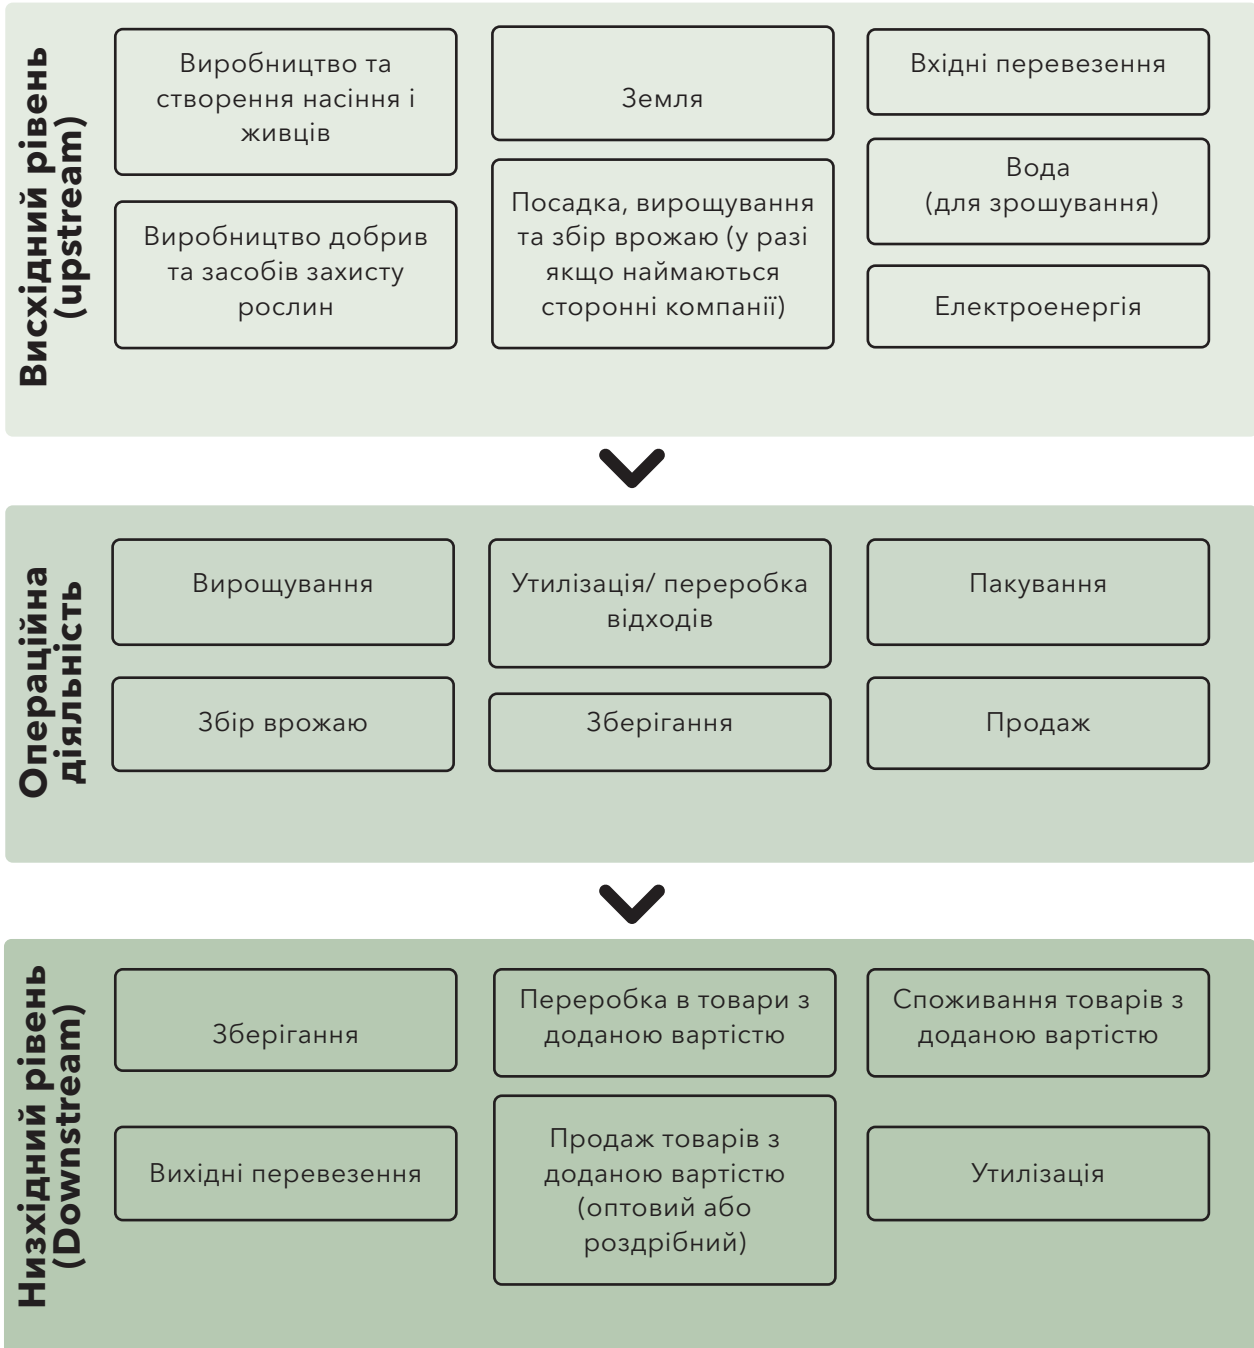 Висхідний рівень
(upstream)
Виробництво та
створення насіння і
живців
Виробництво добрив
та засобів захисту
рослин
Земля
Посадка, вирощування
та збір врожаю (у разі
якщо наймаються
сторонні компанії)
Вхідні перевезення
Вода
(для зрошування)
Електроенергія
Операційна
діяльність
Вирощування
Збір врожаю
Утилізація/ переробка
відходів
Зберігання
Пакування
Продаж
Низхідний рівень
(Downstream)
Зберігання
Вихідні перевезення
Переробка в товари з
доданою вартістю
Продаж товарів з
доданою вартістю
(оптовий або
роздрібний)
Споживання товарів з
доданою вартістю
Утилізація